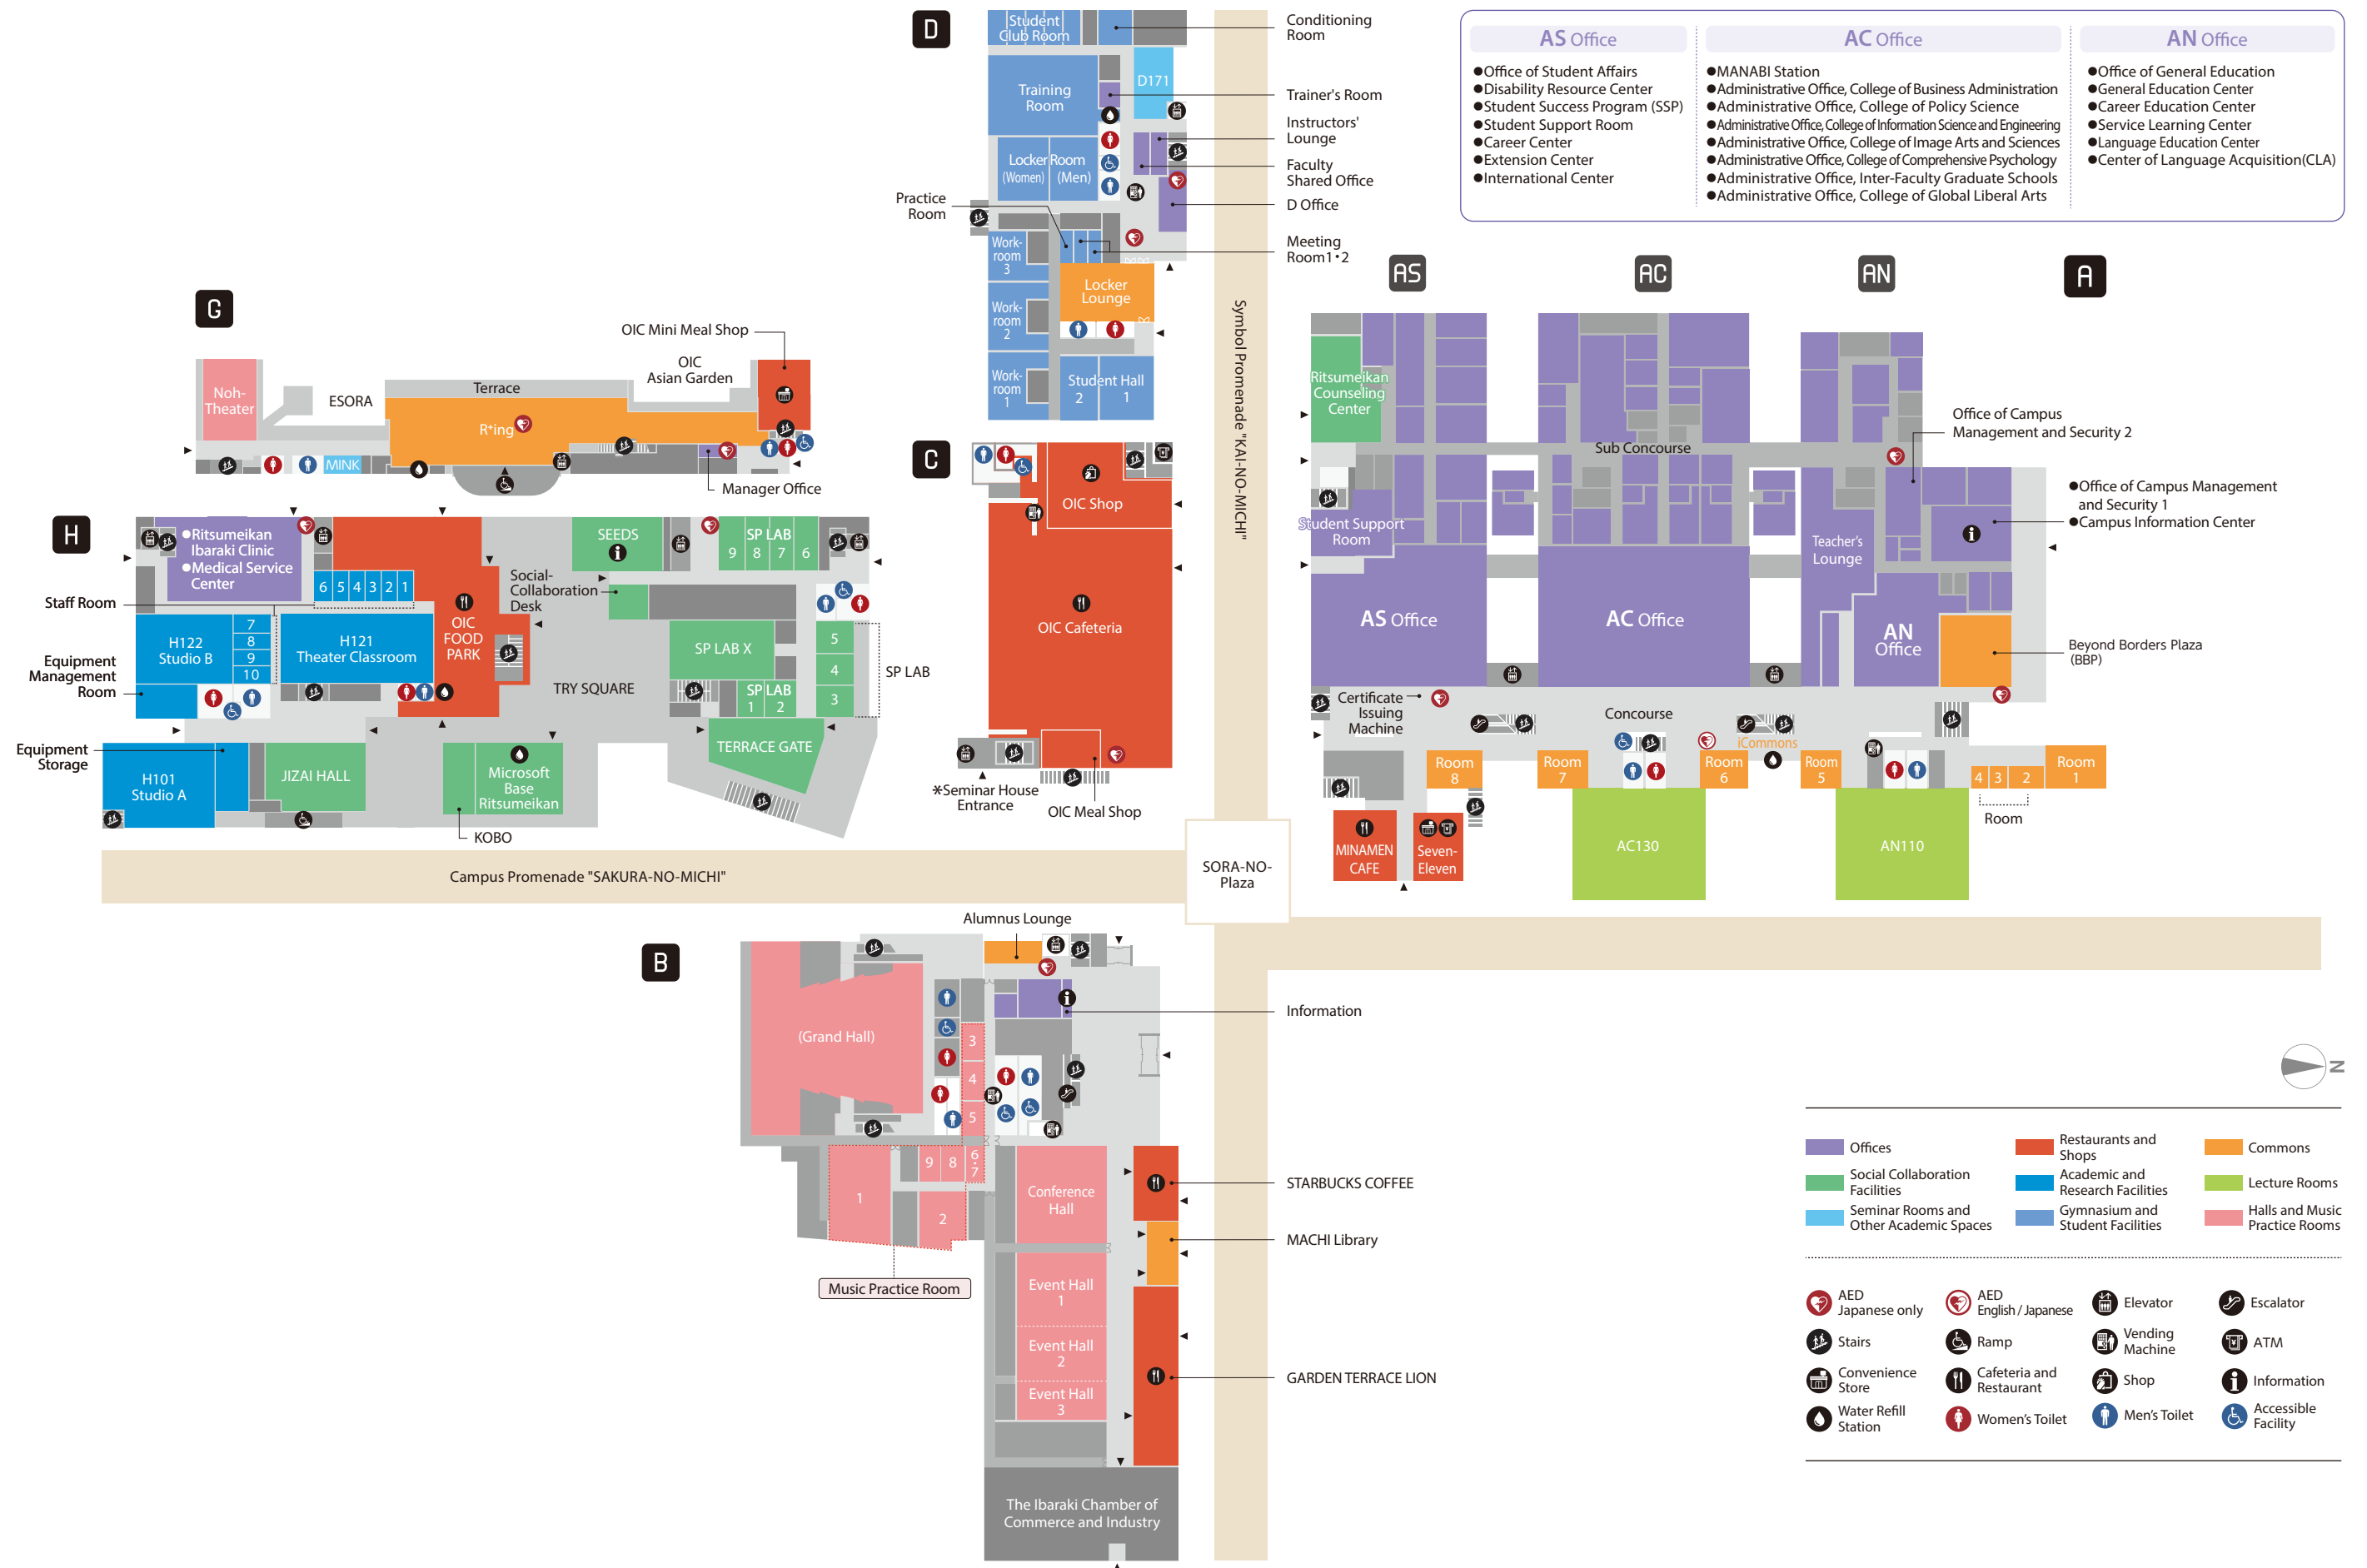 D
Student
Club Room
Conditioning
Room
Training
Room
D171
Trainer's Room
Instructors'
Lounge
Locker Room
(Women)
(Men)
Faculty
Shared Office
Practice
Room
D Office
Work-
room
3
Meeting
Room1・2
Locker
Lounge
Work-
room
2
Work-
room
1
Student Hall
2
1
Symbol Promenade "KAI-NO-MICHI"
AS Office
●Office of Student Affairs
●Disability Resource Center
●Student Success Program (SSP)
●Student Support Room
●Career Center
●Extension Center
●International Center
AC Office
●MANABI Station
●Administrative Office, College of Business Administration
●Administrative Office, College of Policy Science
●Administrative Office, College of Information Science and Engineering
●Administrative Office, College of Image Arts and Sciences
●Administrative Office, College of Comprehensive Psychology
●Administrative Office, Inter-Faculty Graduate Schools
●Administrative Office, College of Global Liberal Arts
AN Office
●Office of General Education
●General Education Center
●Career Education Center
●Service Learning Center
●Language Education Center
●Center of Language Acquisition(CLA)
AS
AC
AN
A
Ritsumeikan
Counseling
Center
Sub Concourse
Office of Campus
Management and Security 2
●Office of Campus Management
and Security 1
●Campus Information Center
Student Support
Room
Teacher's
Lounge
AS Office
AC Office
AN
Office
Beyond Borders Plaza
(BBP)
Certificate
Issuing
Machine
Concourse
iCommons
Room
8
Room
7
Room
6
Room
5
4
3
2
Room
1
Room
MINAMEN
CAFE
Seven-
Eleven
AC130
AN110
G
OIC Mini Meal Shop
OIC
Asian Garden
Noh-
Theater
ESORA
Terrace
R⁺ing
MINK
Manager Office
C
OIC Shop
OIC Cafeteria
*Seminar House
Entrance
OIC Meal Shop
H
●Ritsumeikan
Ibaraki Clinic
●Medical Service
Center
SEEDS
SP LAB
9
8
7
6
Social-
Collaboration
Desk
6
5
4
3
2
1
Staff Room
H122
Studio B
7
8
9
10
H121
Theater Classroom
OIC
FOOD
PARK
SP LAB X
5
4
3
SP LAB
Equipment
Management
Room
TRY SQUARE
SP LAB
1
2
Equipment
Storage
H101
Studio A
JIZAI HALL
Microsoft
Base
Ritsumeikan
TERRACE GATE
KOBO
Campus Promenade "SAKURA-NO-MICHI"
SORA-NO-
Plaza
B
Alumnus Lounge
(Grand Hall)
Information
3
4
5
6
・
7
9
8
1
2
Conference
Hall
STARBUCKS COFFEE
MACHI Library
Music Practice Room
Event Hall
1
Event Hall
2
Event Hall
3
GARDEN TERRACE LION
The Ibaraki Chamber of
Commerce and Industry
N
Offices
Restaurants and
Shops
Commons
Social Collaboration
Facilities
Academic and
Research Facilities
Lecture Rooms
Seminar Rooms and
Other Academic Spaces
Gymnasium and
Student Facilities
Halls and Music
Practice Rooms
AED
Japanese only
AED
English / Japanese
Elevator
Escalator
Stairs
Ramp
Vending
Machine
ATM
Convenience
Store
Cafeteria and
Restaurant
Shop
Information
Water Refill
Station
Women's Toilet
Men's Toilet
Accessible
Facility